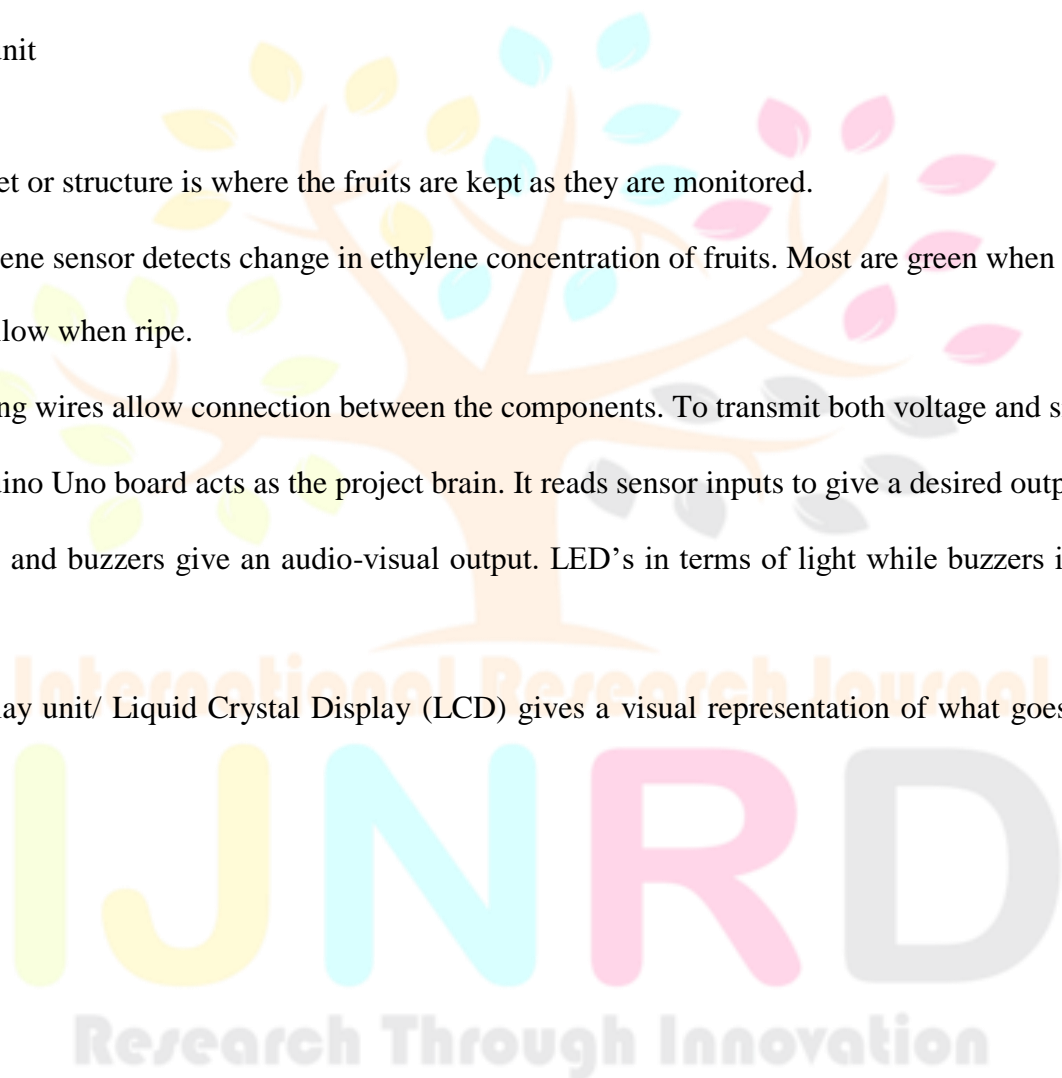 unit
et or structure is where the fruits are kept as they are monitored.
ene sensor detects change in ethylene concentration of fruits. Most are green when
llow when ripe.
ng wires allow connection between the components. To transmit both voltage and s
ino Uno board acts as the project brain. It reads sensor inputs to give a desired outp
and buzzers give an audio-visual output. LED’s in terms of light while buzzers i
International Research Journal
lay unit/ Liquid Crystal Display (LCD) gives a visual representation of what goes
IJNRD
Research Through Innovation